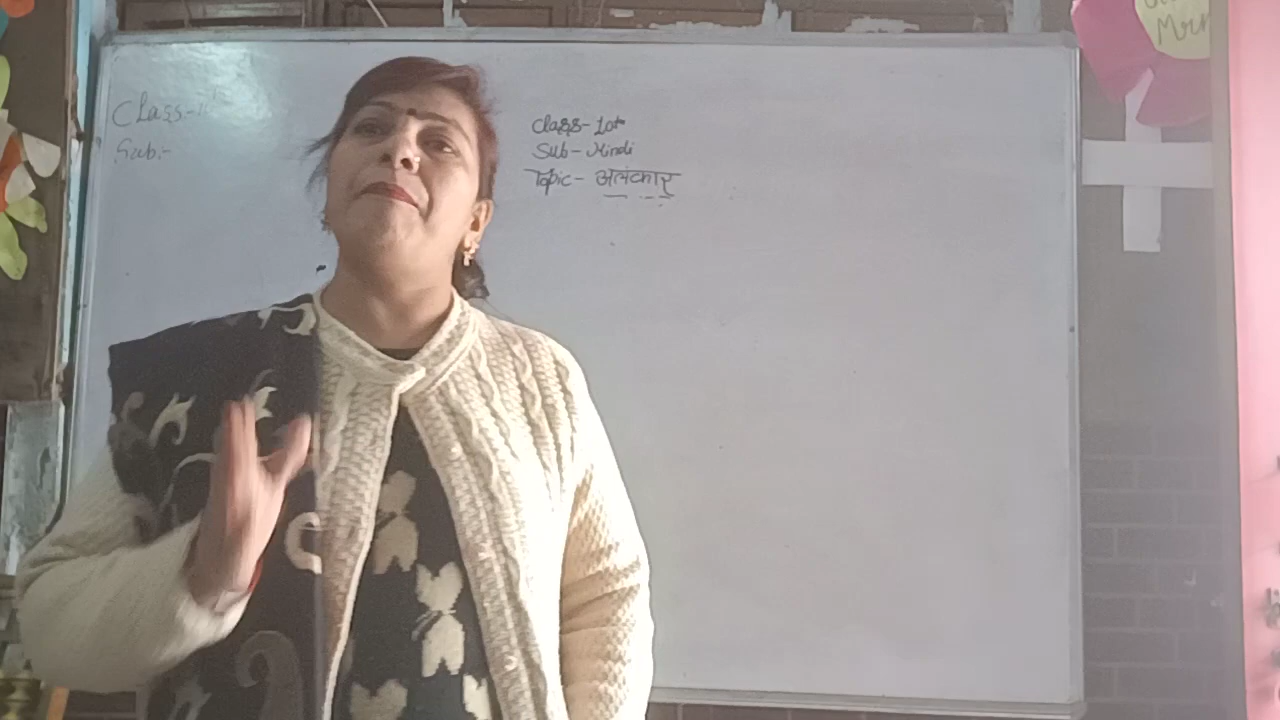 Class-
Sub:-
Class- 10th
Sub- Hindi
Topic- अलंकार